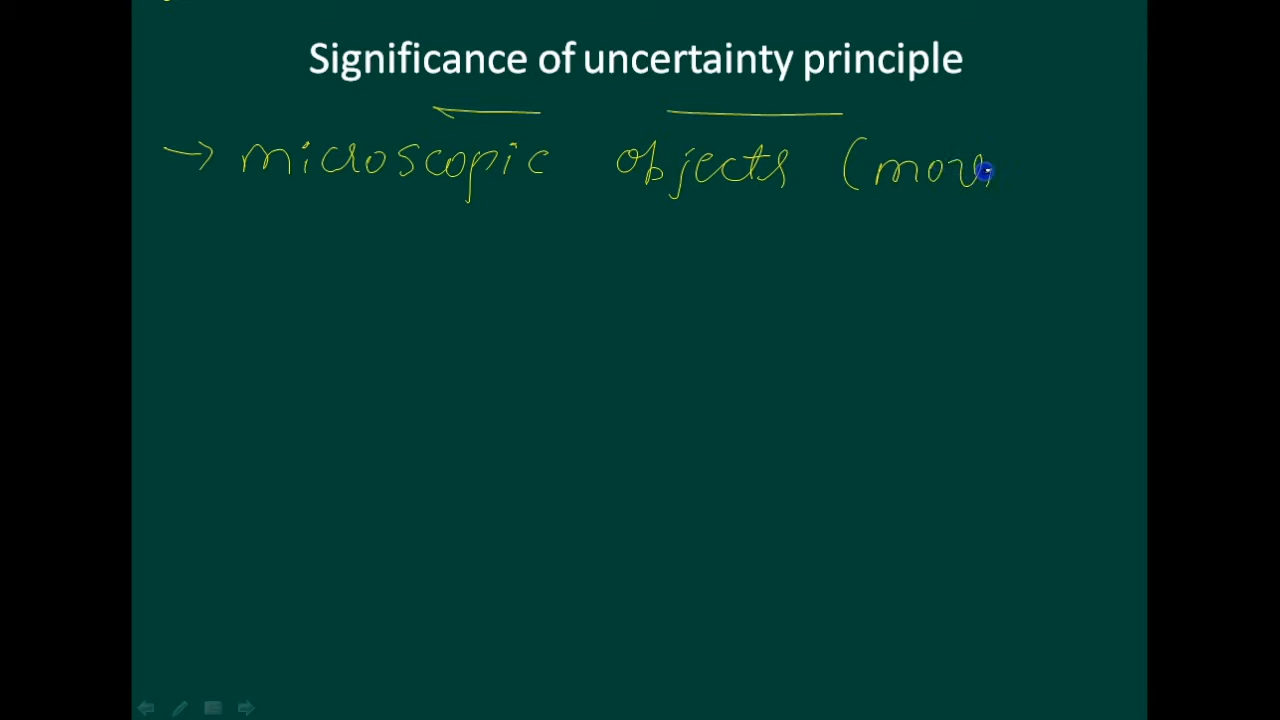 Significance of uncertainty principle
→ microscopic objects (mov